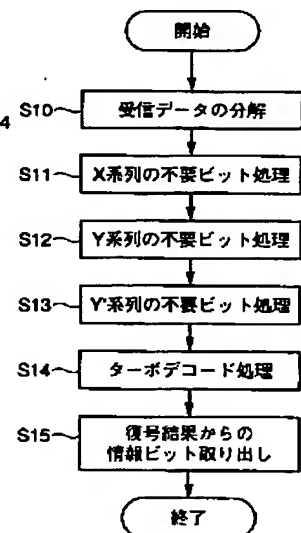 開始
4
S10 受信データの分解
S11 X系列の不要ビット処理
S12 Y系列の不要ビット処理
S13 Y'系列の不要ビット処理
S14 ターボデコード処理
S15 復号結果からの
情報ビット取り出し
終了